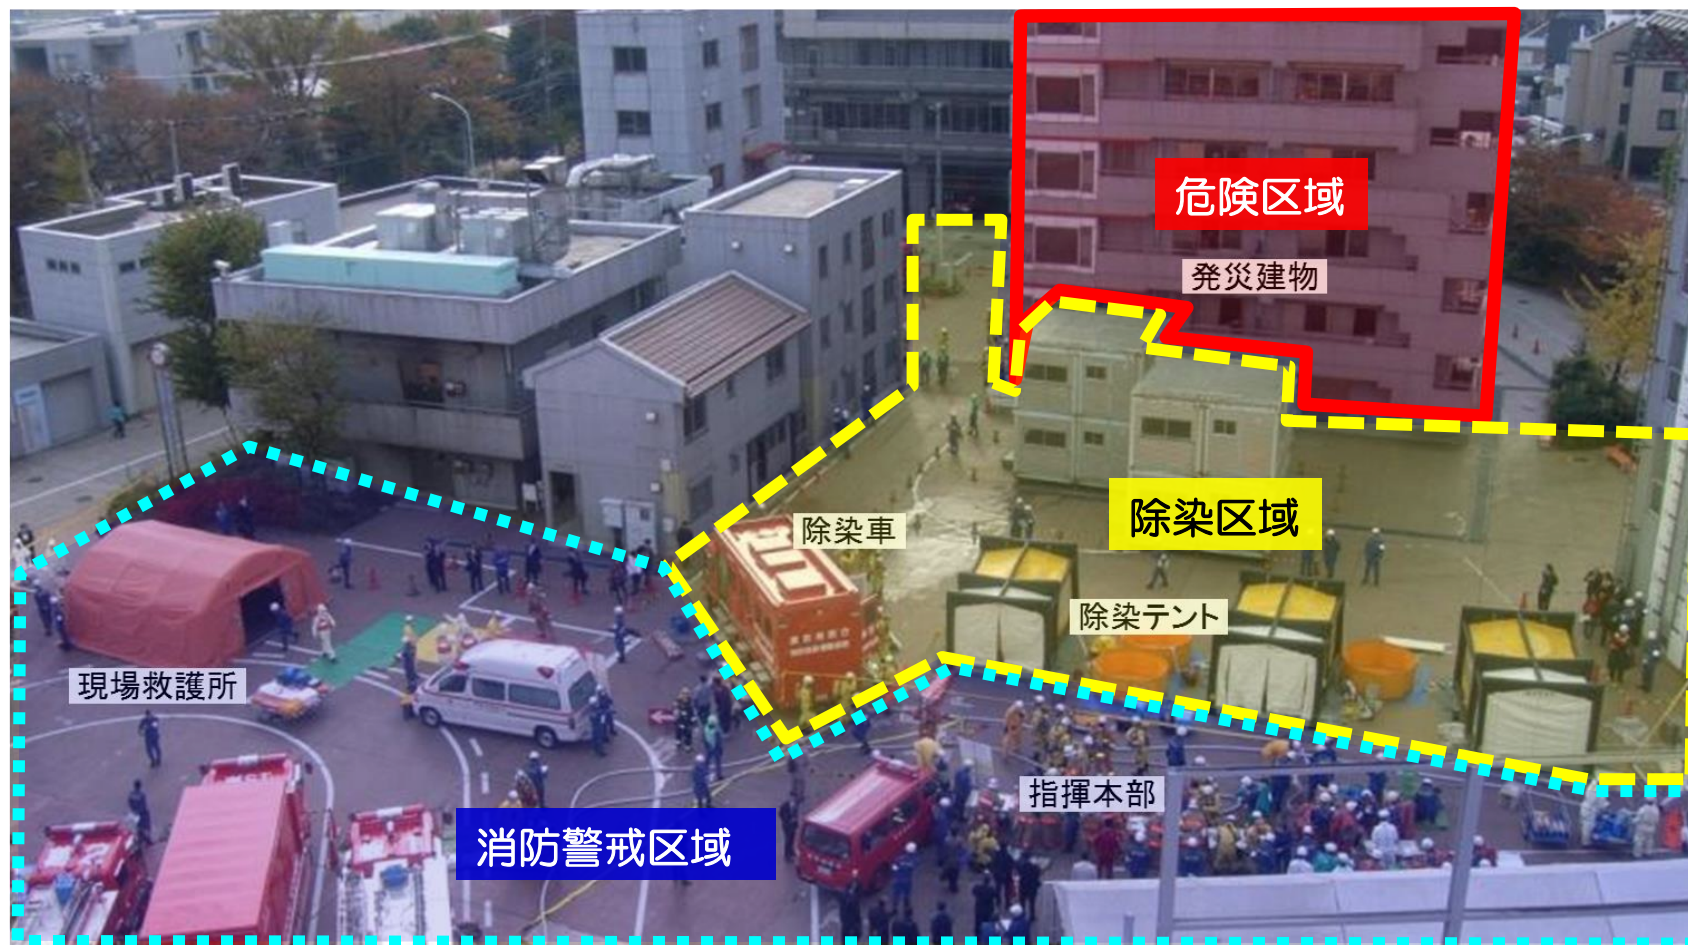 危険区域
発災建物
除染区域
除染車
除染テント
現場救護所
指揮本部
消防警戒区域